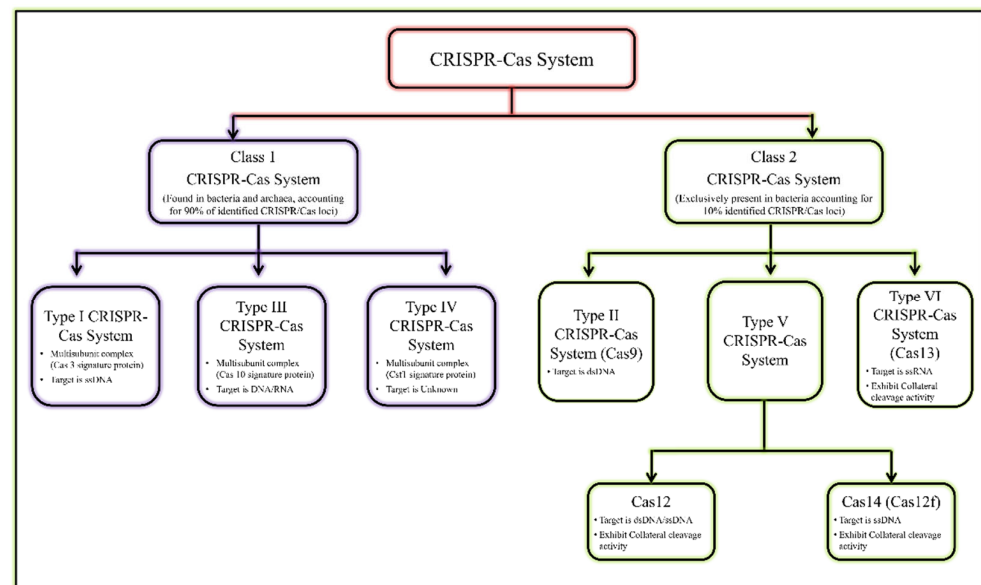 CRISPR-Cas System
Class 1
CRISPR-Cas System
(Found in bacteria and archaea, accounting
for 90% of identified CRISPR/Cas loci)
Class 2
CRISPR-Cas System
(Exclusively present in bacteria accounting for
10% identified CRISPR/Cas loci)
Type I CRISPR-
Cas System
• Multisubunit complex
(Cas 3 signature protein)
• Target is ssDNA
Type III
CRISPR-Cas
System
• Multisubunit complex
(Cas 10 signature protein)
• Target is DNA/RNA
Type IV
CRISPR-Cas
System
• Multisubunit complex
(Csf1 signature protein)
• Target is Unknown
Type II
CRISPR-Cas
System (Cas9)
• Target is dsDNA
Type V
CRISPR-Cas
System
Type VI
CRISPR-Cas
System
(Cas13)
• Target is ssRNA
• Exhibit Collateral
cleavage activity
Cas12
• Target is dsDNA/ssDNA
• Exhibit Collateral cleavage
activity
Cas14 (Cas12f)
• Target is ssDNA
• Exhibit Collateral cleavage
activity